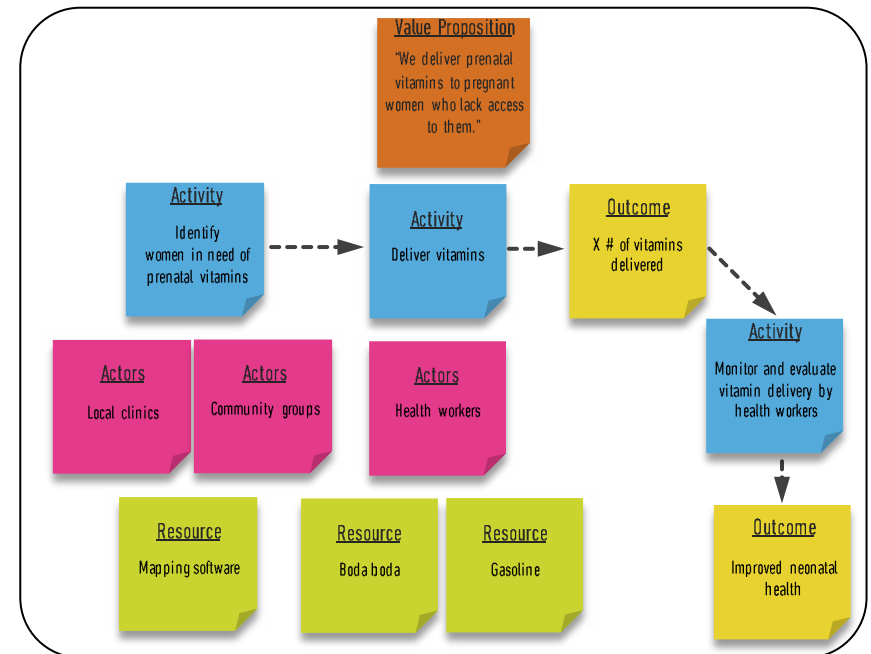 Value Proposition
“We deliver prenatal
vitamins to pregnant
women who lack access
to them.”
Activity
Identify
women in need of
prenatal vitamins
Activity
Deliver vitamins
Outcome
X # of vitamins
delivered
Activity
Monitor and evaluate
vitamin delivery by
health workers
Actors
Local clinics
Actors
Community groups
Actors
Health workers
Resource
Mapping software
Resource
Boda boda
Resource
Gasoline
Outcome
Improved neonatal
health